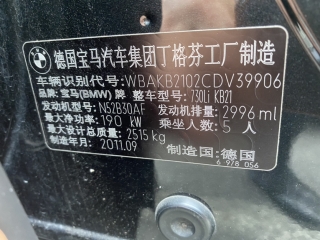 德国宝马汽车集团丁格芬工厂制造
车辆识别代号:WBAKB2102CDV39906
品牌:宝马(BMW)牌 整车型号:730Li KB21
发动机型号:N52B30AF 发动机排量:2996 ml
最大净功率:190 kW 乘坐人数:5 人
最大设计总质量:2515 kg
制造年月:2011.09 制造国:德国
6 978 056